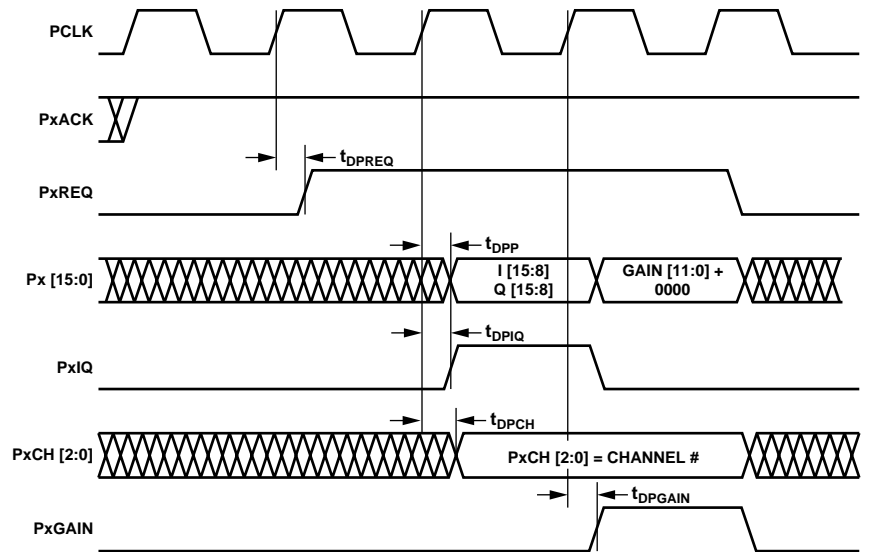 PCLK
PxACK
tDPREQ
PxREQ
tDPP
Px [15:0]
I [15:8]
Q [15:8]
GAIN [11:0] +
0000
tDPIQ
PxIQ
tDPCH
PxCH [2:0]
PxCH [2:0] = CHANNEL #
tDPGAIN
PxGAIN